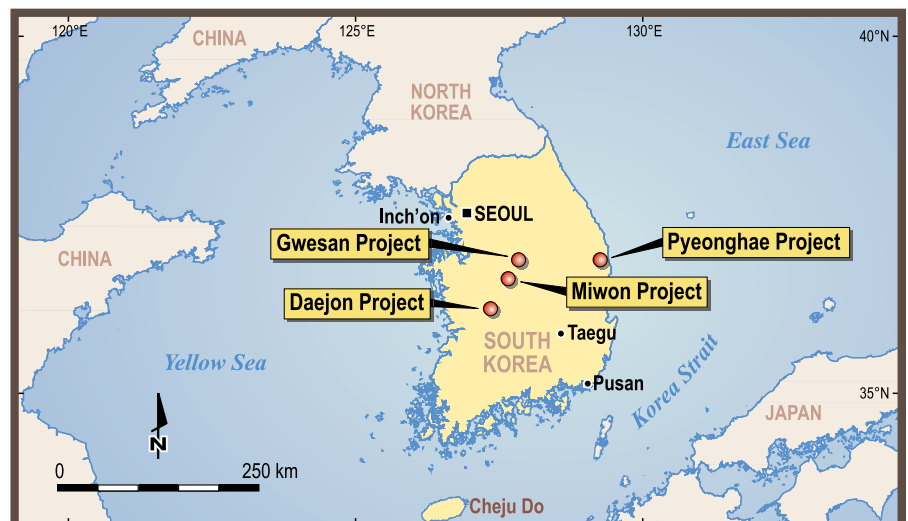 120°E
125°E
130°E
40°N
CHINA
NORTH
KOREA
East Sea
Inch'on
SEOUL
Gwesan Project
Pyeonghae Project
CHINA
Miwon Project
Daejon Project
SOUTH
KOREA
Taegu
Yellow Sea
Korea Strait
Pusan
35°N
JAPAN
N
0
250 km
Cheju Do